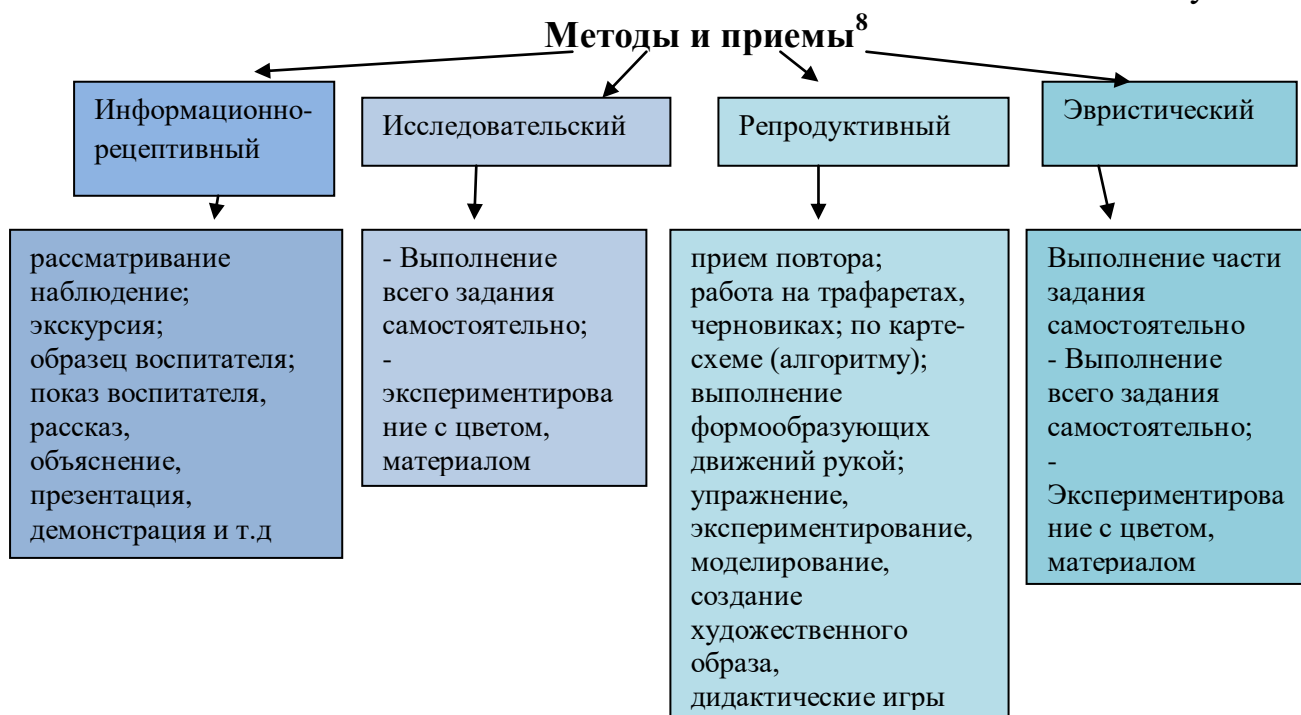 Методы и приемы⁸
Информационно-
рецептивный
Исследовательский
Репродуктивный
Эвристический
рассматривание
наблюдение;
экскурсия;
образец воспитателя;
показ воспитателя,
рассказ,
объяснение,
презентация,
демонстрация и т.д
- Выполнение
всего задания
самостоятельно;
-
экспериментирова
ние с цветом,
материалом
прием повтора;
работа на трафаретах,
черновиках; по карте-
схеме (алгоритму);
выполнение
формообразующих
движений рукой;
упражнение,
экспериментирование,
моделирование,
создание
художественного
образа,
дидактические игры
Выполнение части
задания
самостоятельно
- Выполнение
всего задания
самостоятельно;
-
Экспериментирова
ние с цветом,
материалом